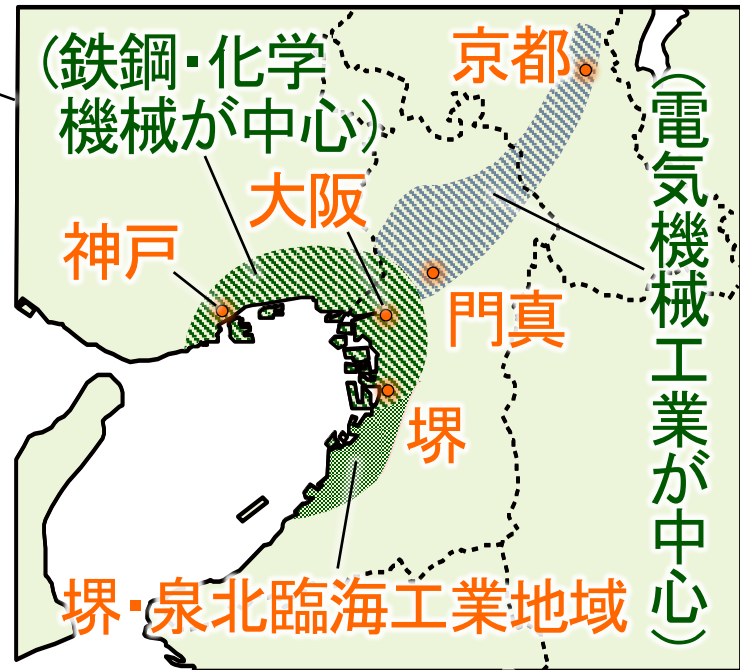 (鉄鋼・化学
機械が中心)
京都
(電気機械工業が中心)
大阪
神戸
門真
堺
堺・泉北臨海工業地域